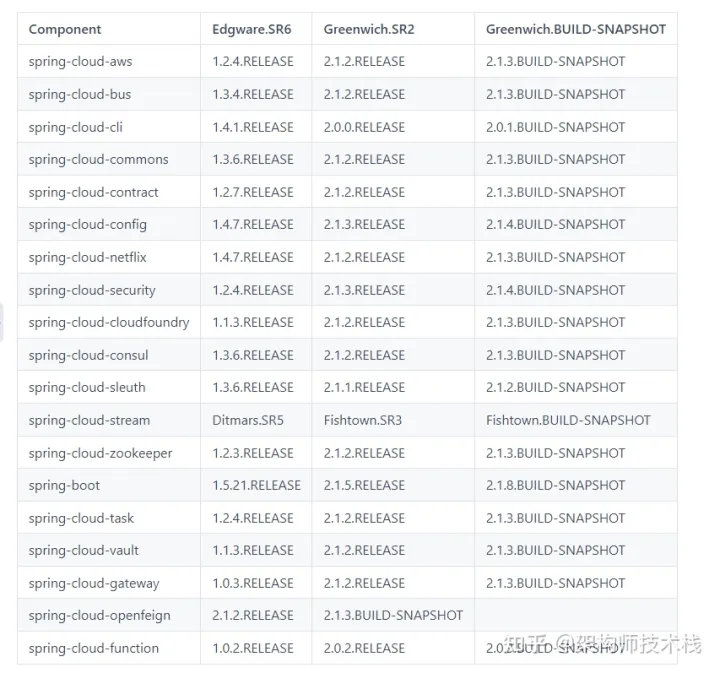 Component Edgware.SR6 Greenwich.SR2 Greenwich.BUILD-SNAPSHOT
spring-cloud-aws 1.2.4.RELEASE 2.1.2.RELEASE 2.1.3.BUILD-SNAPSHOT
spring-cloud-bus 1.3.4.RELEASE 2.1.2.RELEASE 2.1.3.BUILD-SNAPSHOT
spring-cloud-cli 1.4.1.RELEASE 2.0.0.RELEASE 2.0.1.BUILD-SNAPSHOT
spring-cloud-commons 1.3.6.RELEASE 2.1.2.RELEASE 2.1.3.BUILD-SNAPSHOT
spring-cloud-contract 1.2.7.RELEASE 2.1.2.RELEASE 2.1.3.BUILD-SNAPSHOT
spring-cloud-config 1.4.7.RELEASE 2.1.3.RELEASE 2.1.4.BUILD-SNAPSHOT
spring-cloud-netflix 1.4.7.RELEASE 2.1.2.RELEASE 2.1.3.BUILD-SNAPSHOT
spring-cloud-security 1.2.4.RELEASE 2.1.3.RELEASE 2.1.4.BUILD-SNAPSHOT
spring-cloud-cloudfoundry 1.1.3.RELEASE 2.1.2.RELEASE 2.1.3.BUILD-SNAPSHOT
spring-cloud-consul 1.3.6.RELEASE 2.1.2.RELEASE 2.1.3.BUILD-SNAPSHOT
spring-cloud-sleuth 1.3.6.RELEASE 2.1.1.RELEASE 2.1.2.BUILD-SNAPSHOT
spring-cloud-stream Ditmars.SR5 Fishtown.SR3 Fishtown.BUILD-SNAPSHOT
spring-cloud-zookeeper 1.2.3.RELEASE 2.1.2.RELEASE 2.1.3.BUILD-SNAPSHOT
spring-boot 1.5.21.RELEASE 2.1.5.RELEASE 2.1.8.BUILD-SNAPSHOT
spring-cloud-task 1.2.4.RELEASE 2.1.2.RELEASE 2.1.3.BUILD-SNAPSHOT
spring-cloud-vault 1.1.3.RELEASE 2.1.2.RELEASE 2.1.3.BUILD-SNAPSHOT
spring-cloud-gateway 1.0.3.RELEASE 2.1.2.RELEASE 2.1.3.BUILD-SNAPSHOT
spring-cloud-openfeign 2.1.2.RELEASE 2.1.3.BUILD-SNAPSHOT
spring-cloud-function 1.0.2.RELEASE 2.0.2.RELEASE 2.0.2.BUILD-SNAPSHOT
知乎 @架构师技术栈